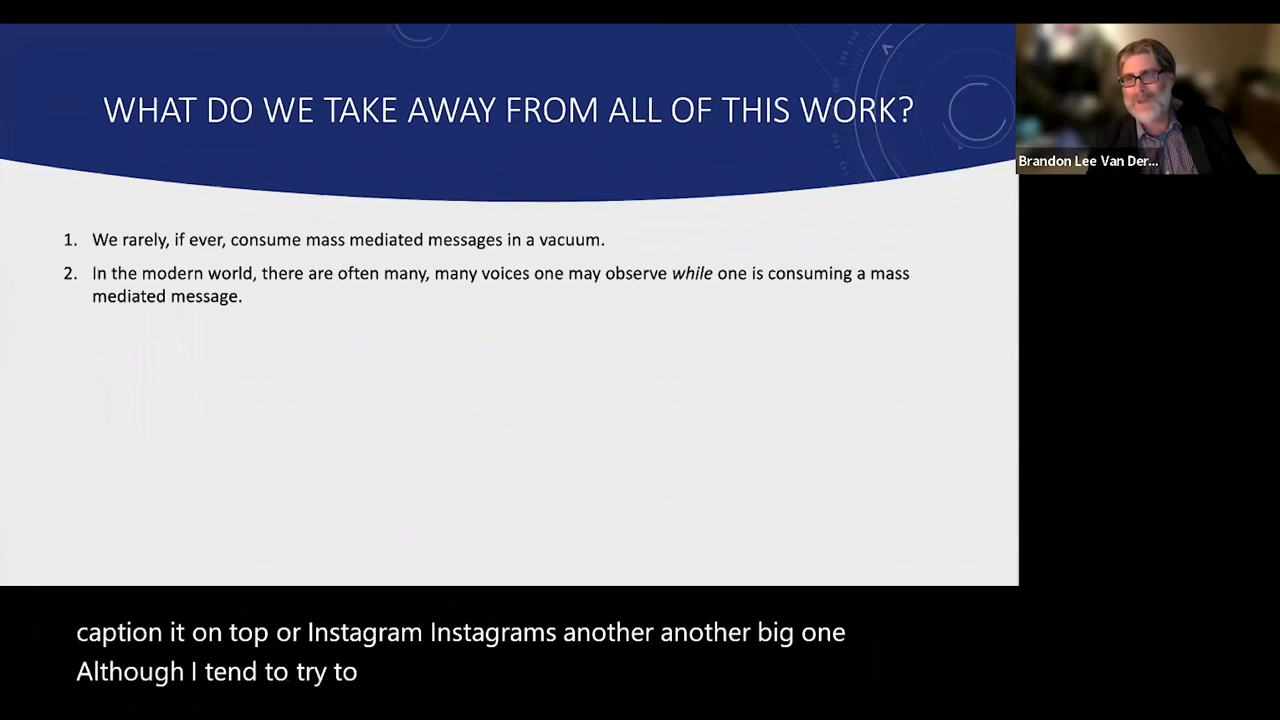 WHAT DO WE TAKE AWAY FROM ALL OF THIS WORK?
Brandon Lee Van Der...
1. We rarely, if ever, consume mass mediated messages in a vacuum.
2. In the modern world, there are often many, many voices one may observe while one is consuming a mass
mediated message.
caption it on top or Instagram Instagrams another another big one
Although I tend to try to